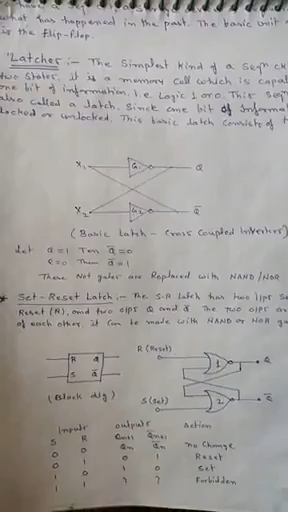 what has happened in the past. The basic unit
is the flip-flop.
"Latches :- The Simplest Kind of a Seqn ckt
two States. It is a memory Cell which is capa
one bit of information. I.e Logic 1 or 0. This Seqn
also called a latch. Since one bit of Informa
Locked or unlocked. This basic latch consists of t
X1 G1 Q
X2 G2 Q̅
(Basic Latch - Cross Coupled Inverters)
Let Q=1 Then Q̅=0
Q=0 Then Q̅=1
These Not gates are Replaced with NAND/NOR
* Set-Reset Latch :- The S-R Latch has two i/ps Se
Reset (R), and two o/ps Q and Q̅ The two o/ps ar
of each other. it can be made with NAND or NOR ga
R Q
S Q̅
(Block dig)
R (Reset) 1 Q
S (Set) 2 Q̅
Inputs outputs Action
S R Qn+1 Q̅n+1
0 0 Qn Q̅n no Change
0 1 0 1 Reset
1 0 1 0 Set
1 1 ? ? Forbidden